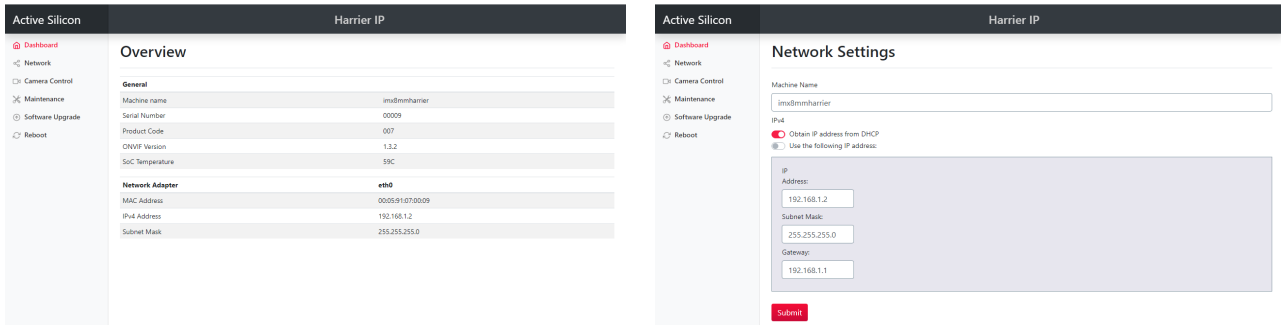 Active Silicon
Harrier IP
Dashboard
Network
Camera Control
Maintenance
Software Upgrade
Reboot
Overview
General
Machine name imx8mmharrier
Serial Number 00009
Product Code 007
ONVIF Version 1.3.2
SoC Temperature 59C
Network Adapter eth0
MAC Address 00:05:91:07:00:09
IPv4 Address 192.168.1.2
Subnet Mask 255.255.255.0
Active Silicon
Harrier IP
Dashboard
Network
Camera Control
Maintenance
Software Upgrade
Reboot
Network Settings
Machine Name
imx8mmharrier
IPv4
Obtain IP address from DHCP
Use the following IP address:
IP
Address:
192.168.1.2
Subnet Mask:
255.255.255.0
Gateway:
192.168.1.1
Submit